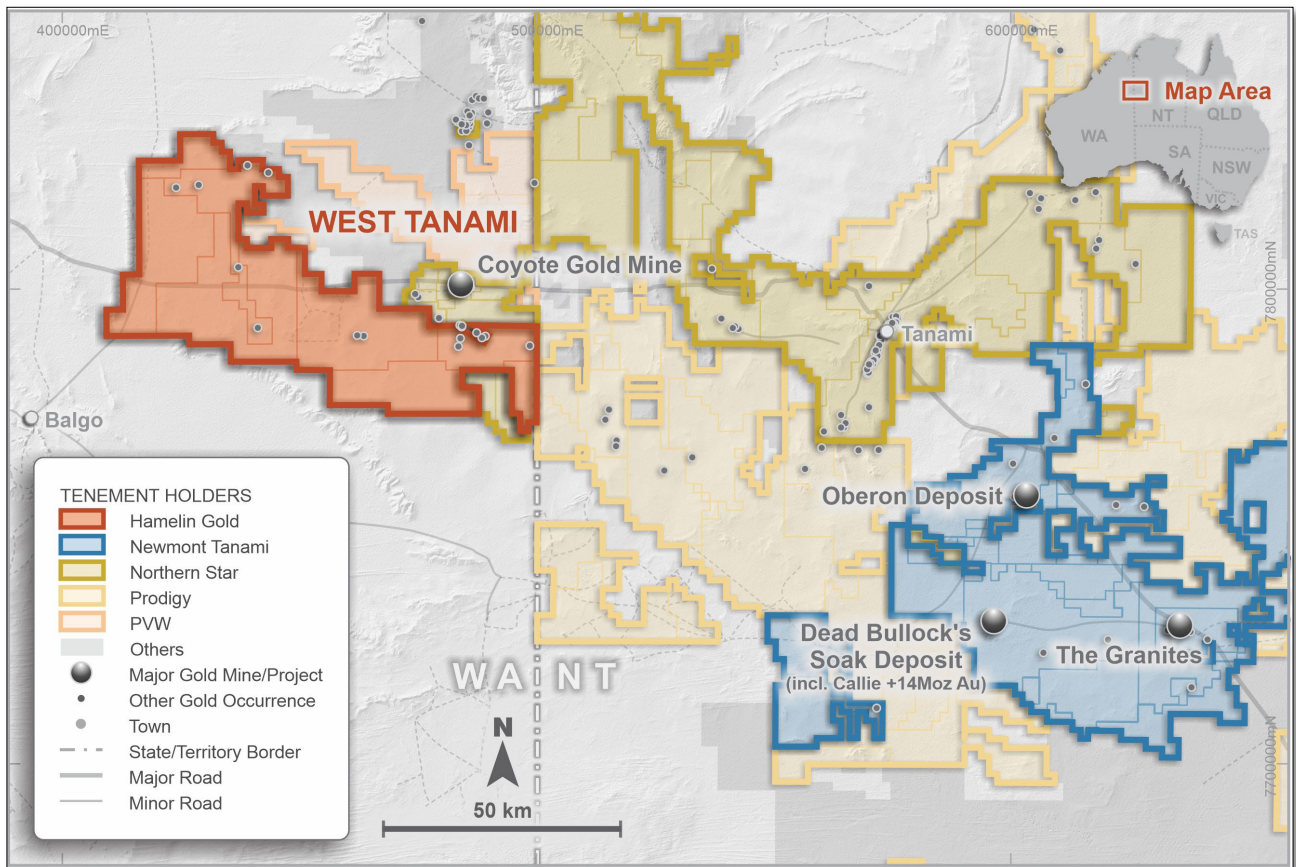 400000mE
500000mE
600000mE
Map Area
WA
NT
QLD
SA
NSW
VIC
TAS
WEST TANAMI
Coyote Gold Mine
7800000mN
Tanami
Balgo
Oberon Deposit
Dead Bullock's
Soak Deposit
(incl. Callie +14Moz Au)
The Granites
WA NT
7700000mN
N
50 km
TENEMENT HOLDERS
Hamelin Gold
Newmont Tanami
Northern Star
Prodigy
PVW
Others
Major Gold Mine/Project
Other Gold Occurrence
Town
State/Territory Border
Major Road
Minor Road